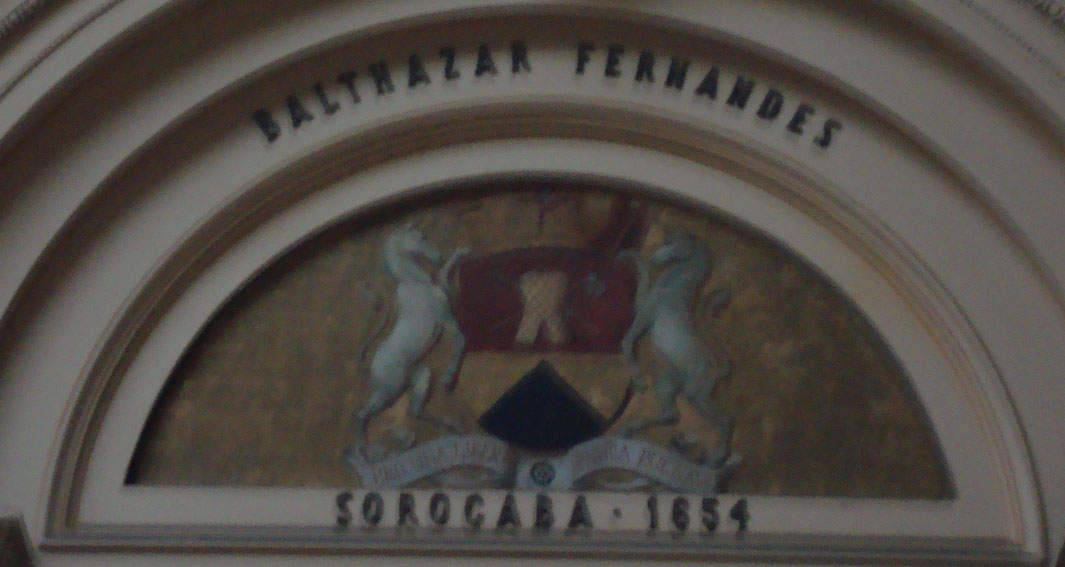 BALTHAZAR FERNANDES
SOROCABA · 1654